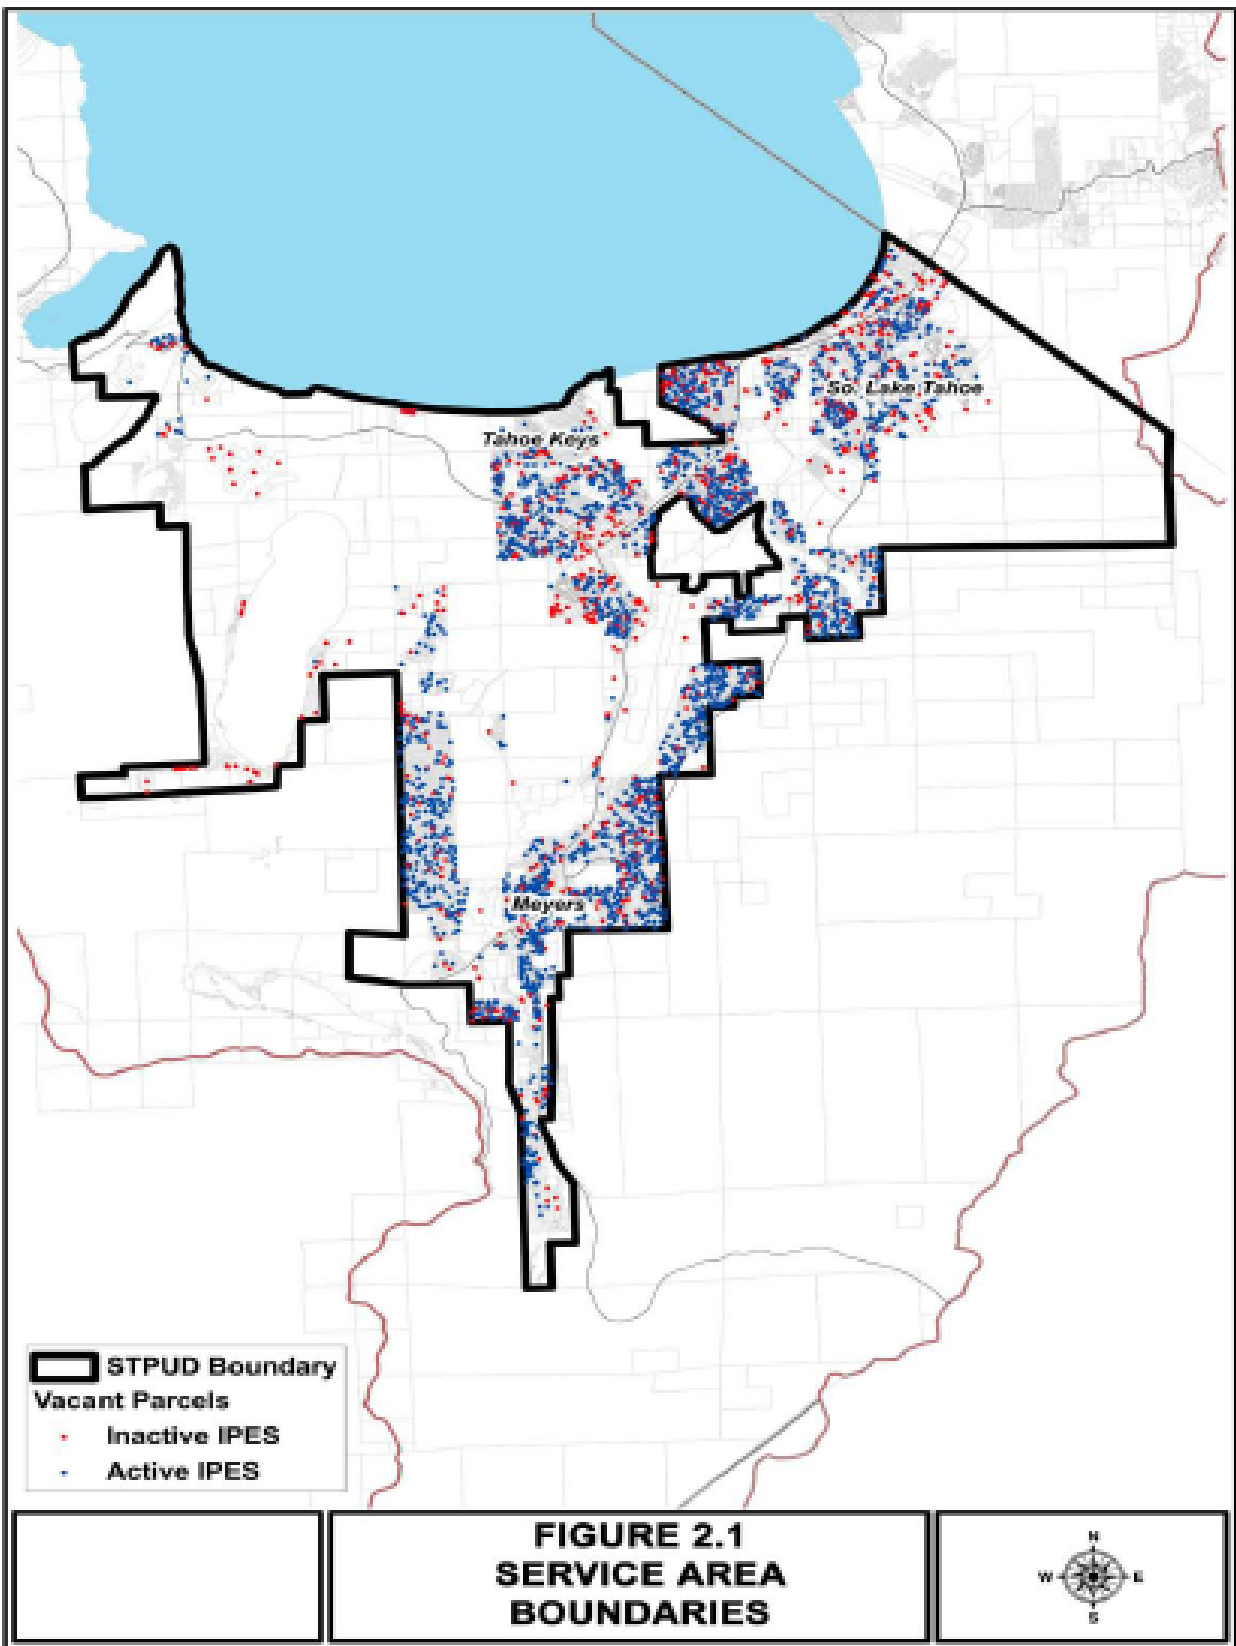 So. Lake Tahoe
Tahoe Keys
Meyers
STPUD Boundary
Vacant Parcels
Inactive IPES
Active IPES
FIGURE 2.1
SERVICE AREA
BOUNDARIES
N
W E
S